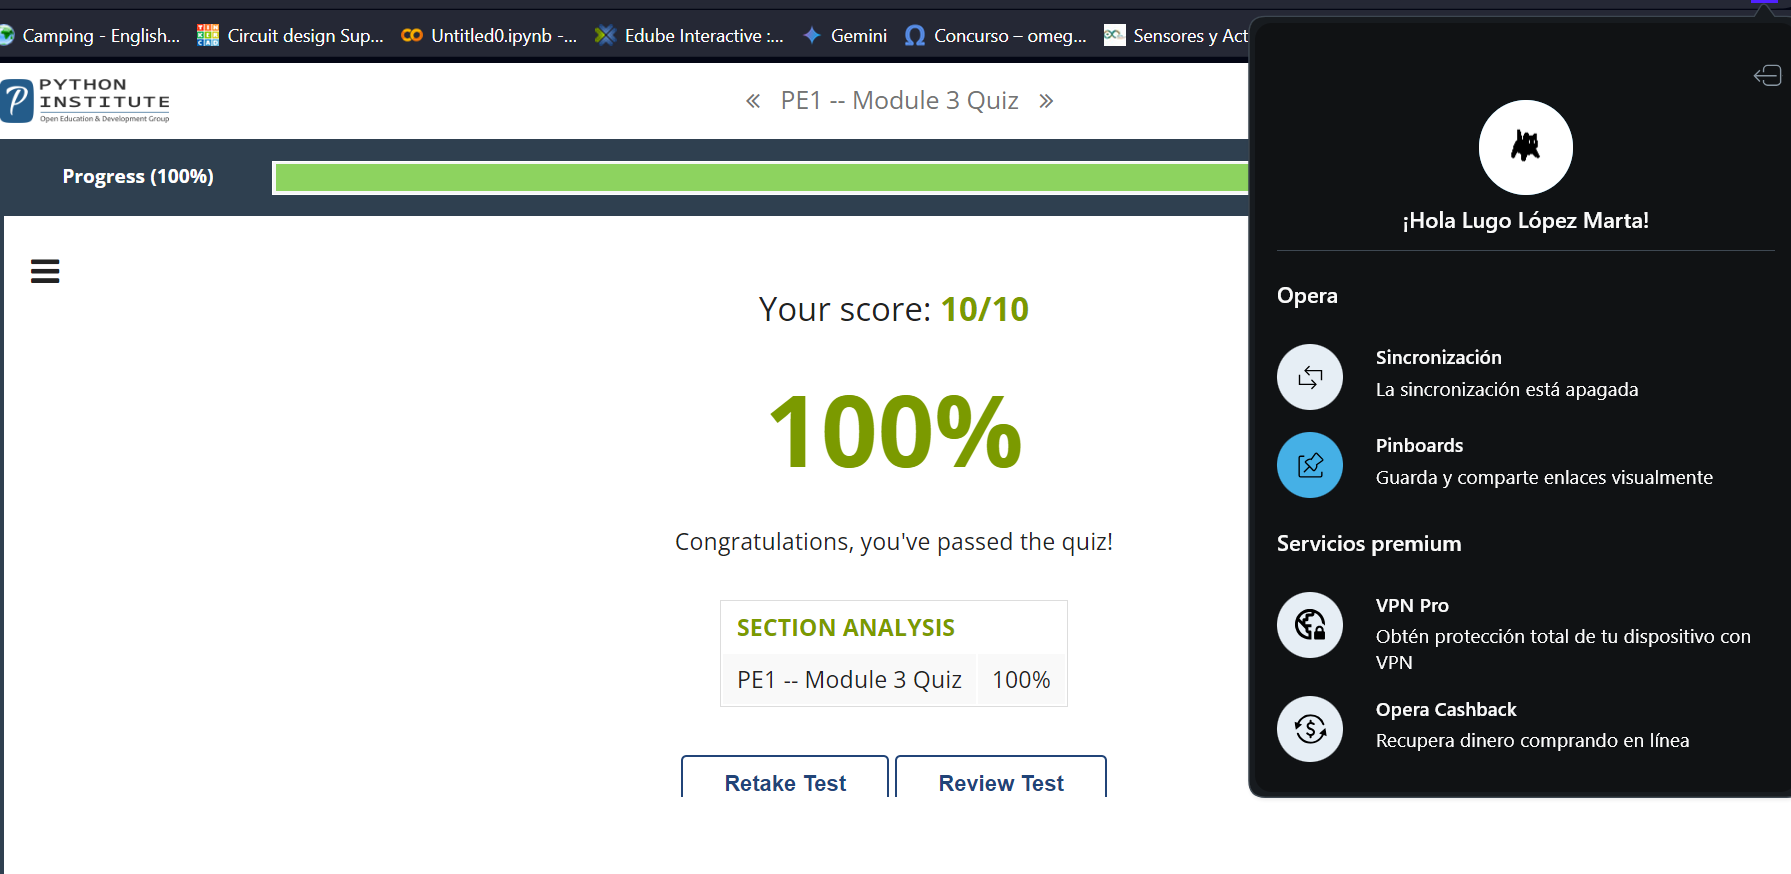 Camping - English...
Circuit design Sup...
Untitled0.ipynb -...
Edube Interactive :...
Gemini
Concurso – omeg...
Sensores y Act
PYTHON
INSTITUTE
Open Education & Development Group
« PE1 -- Module 3 Quiz »
Progress (100%)
Your score: 10/10
100%
Congratulations, you've passed the quiz!
SECTION ANALYSIS
PE1 -- Module 3 Quiz 100%
Retake Test
Review Test
¡Hola Lugo López Marta!
Opera
Sincronización
La sincronización está apagada
Pinboards
Guarda y comparte enlaces visualmente
Servicios premium
VPN Pro
Obtén protección total de tu dispositivo con
VPN
Opera Cashback
Recupera dinero comprando en línea